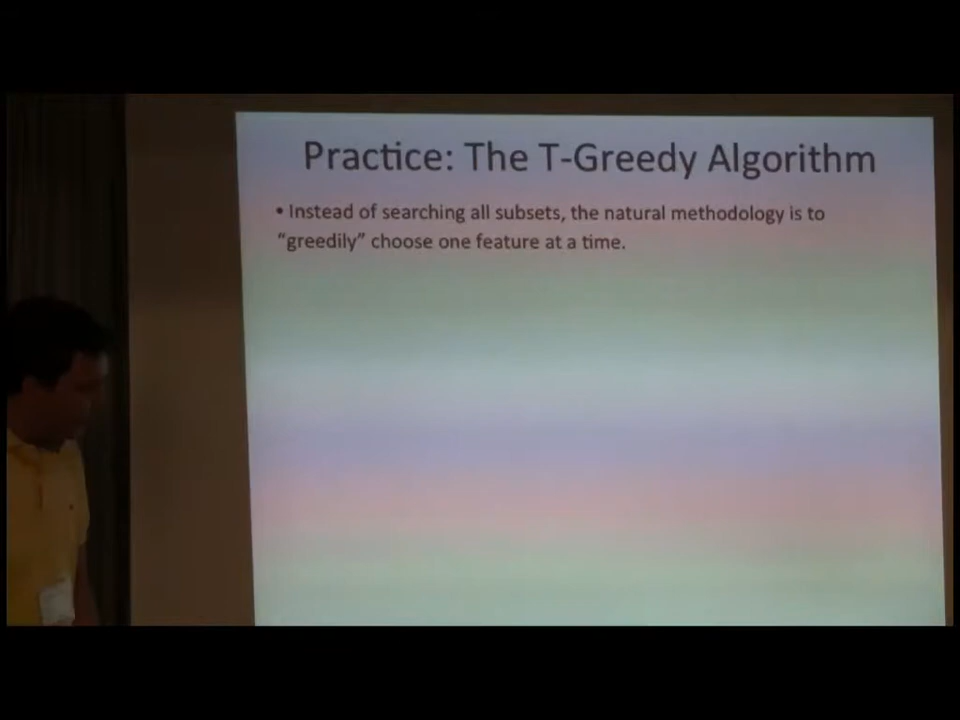 Practice: The T-Greedy Algorithm
• Instead of searching all subsets, the natural methodology is to
“greedily” choose one feature at a time.